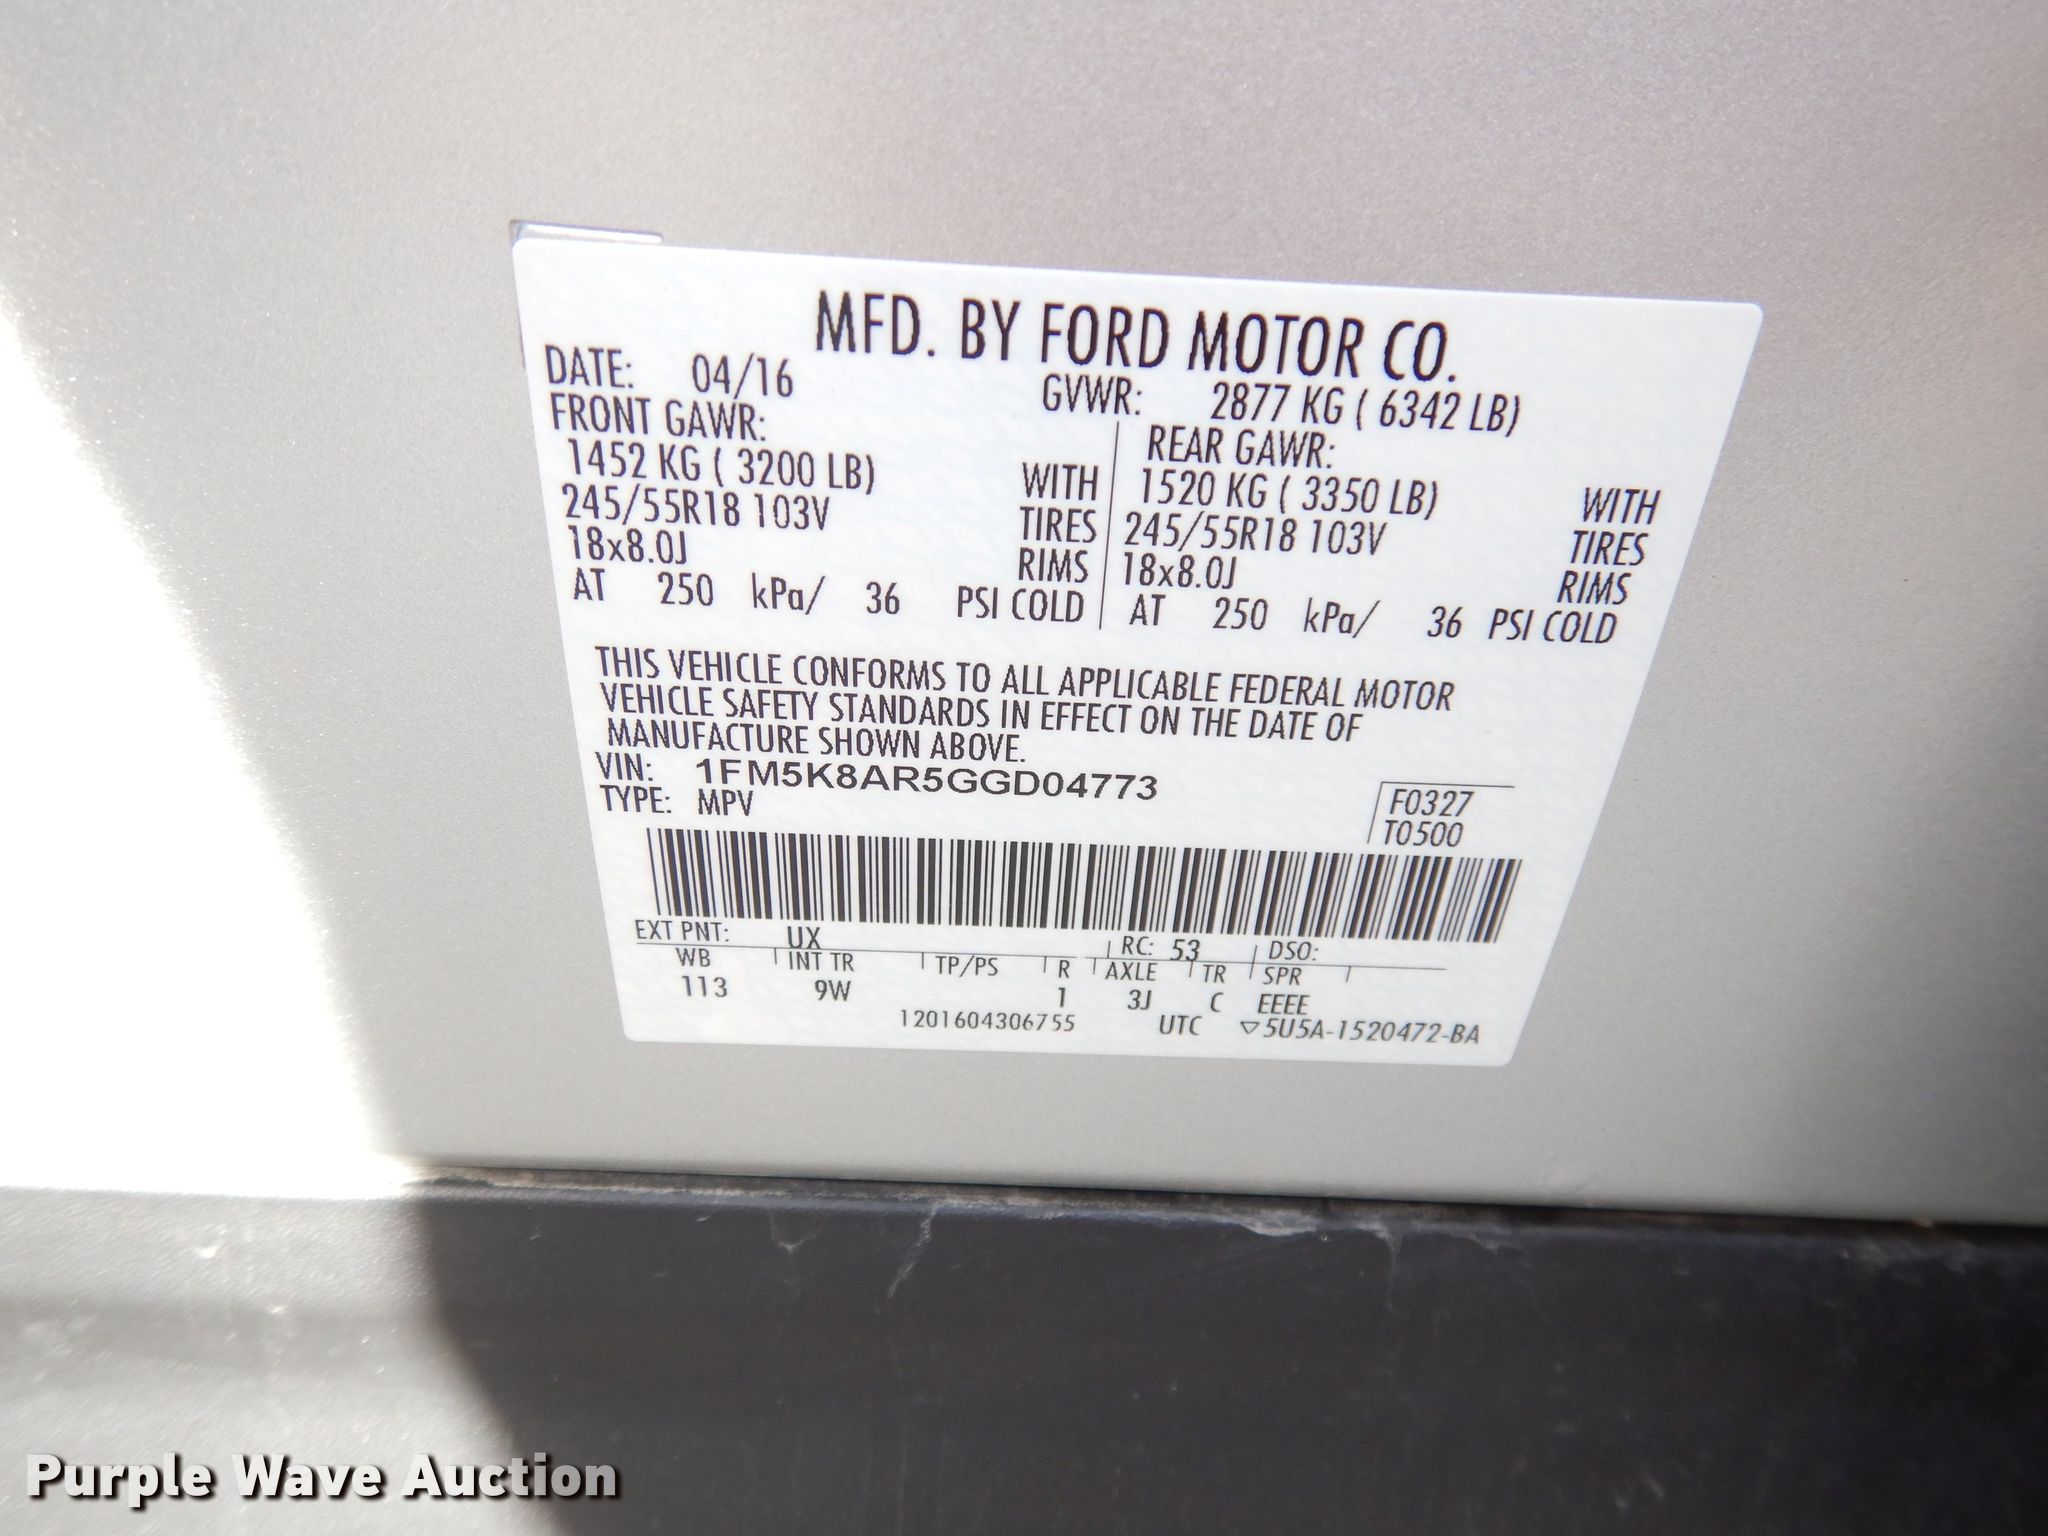 MFD. BY FORD MOTOR CO.
DATE: 04/16 GVWR: 2877 KG ( 6342 LB)
FRONT GAWR: REAR GAWR:
1452 KG ( 3200 LB) WITH 1520 KG ( 3350 LB) WITH
245/55R18 103V TIRES 245/55R18 103V TIRES
18x8.0J RIMS 18x8.0J RIMS
AT 250 kPa/ 36 PSI COLD AT 250 kPa/ 36 PSI COLD
THIS VEHICLE CONFORMS TO ALL APPLICABLE FEDERAL MOTOR
VEHICLE SAFETY STANDARDS IN EFFECT ON THE DATE OF
MANUFACTURE SHOWN ABOVE.
VIN: 1FM5K8AR5GGD04773
TYPE: MPV
F0327
T0500
EXT PNT: UX RC: 53 DSO:
WB INT TR TP/PS R AXLE TR SPR
113 9W 1 3J C EEEE
1201604306755 UTC ▽5U5A-1520472-BA
Purple Wave Auction